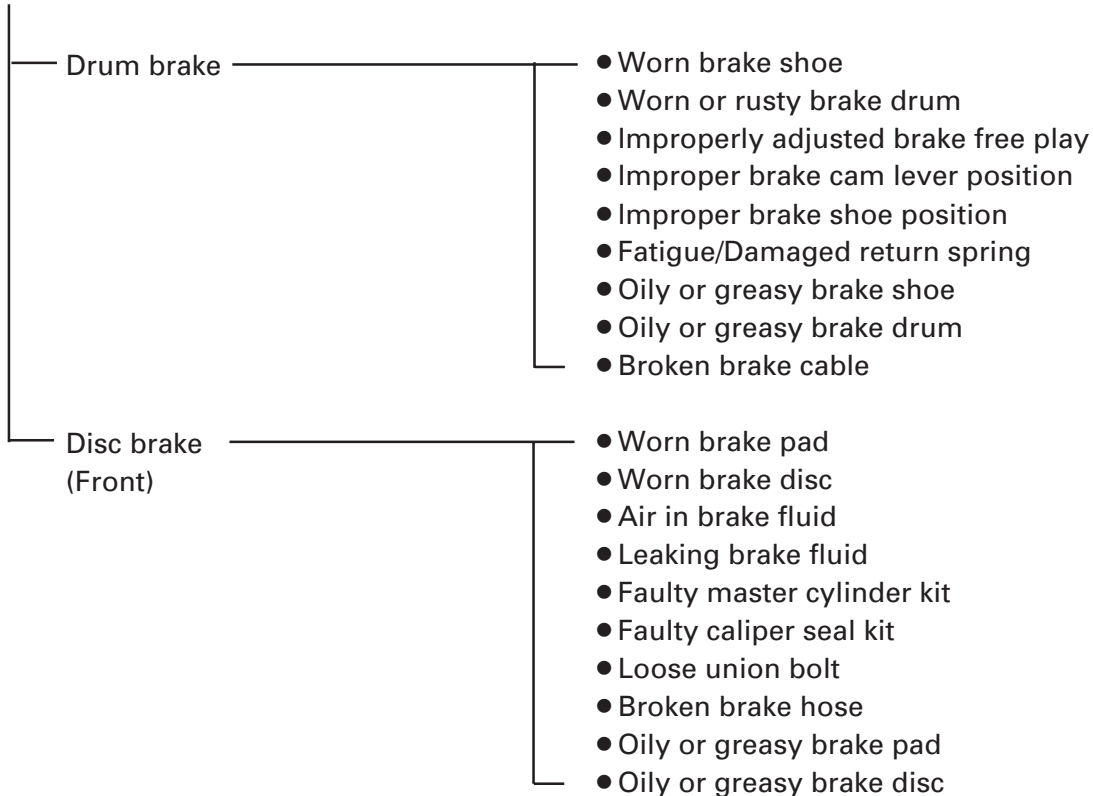 Drum brake
● Worn brake shoe
● Worn or rusty brake drum
● Improperly adjusted brake free play
● Improper brake cam lever position
● Improper brake shoe position
● Fatigue/Damaged return spring
● Oily or greasy brake shoe
● Oily or greasy brake drum
● Broken brake cable
Disc brake
(Front)
● Worn brake pad
● Worn brake disc
● Air in brake fluid
● Leaking brake fluid
● Faulty master cylinder kit
● Faulty caliper seal kit
● Loose union bolt
● Broken brake hose
● Oily or greasy brake pad
● Oily or greasy brake disc